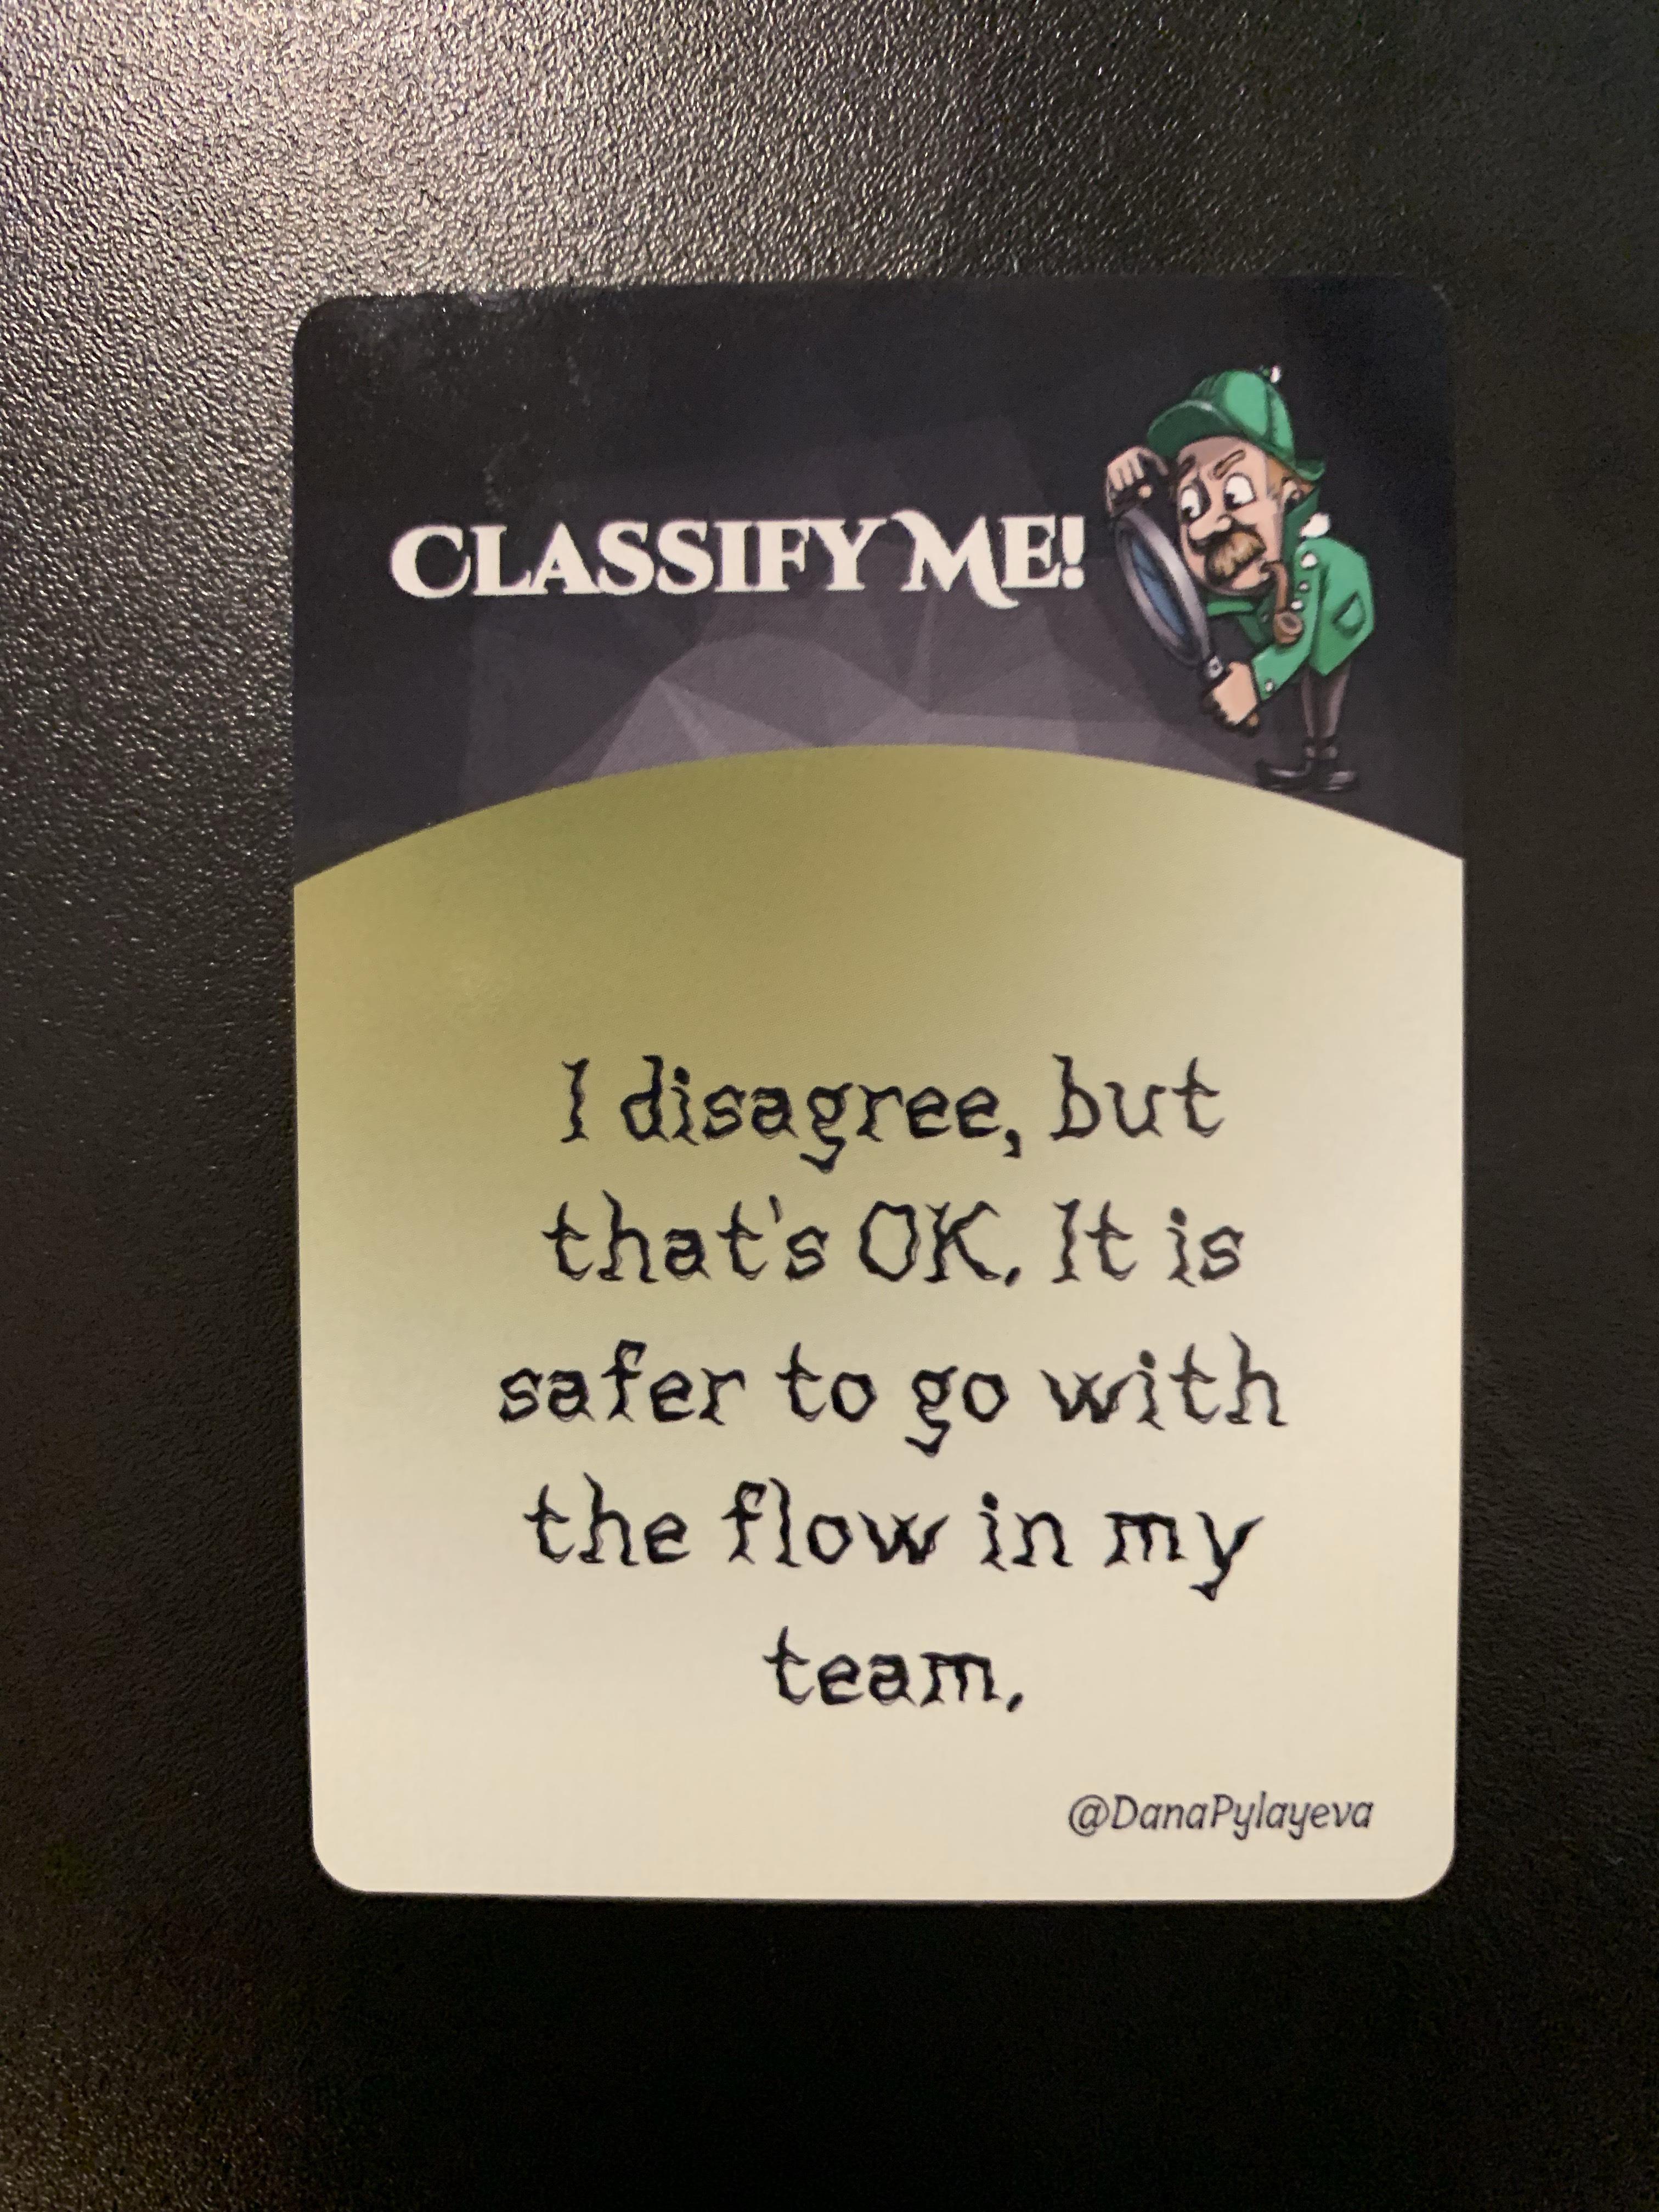 CLASSIFY ME!
I disagree, but
that's OK. It is
safer to go with
the flow in my
team.
@DanaPylayeva